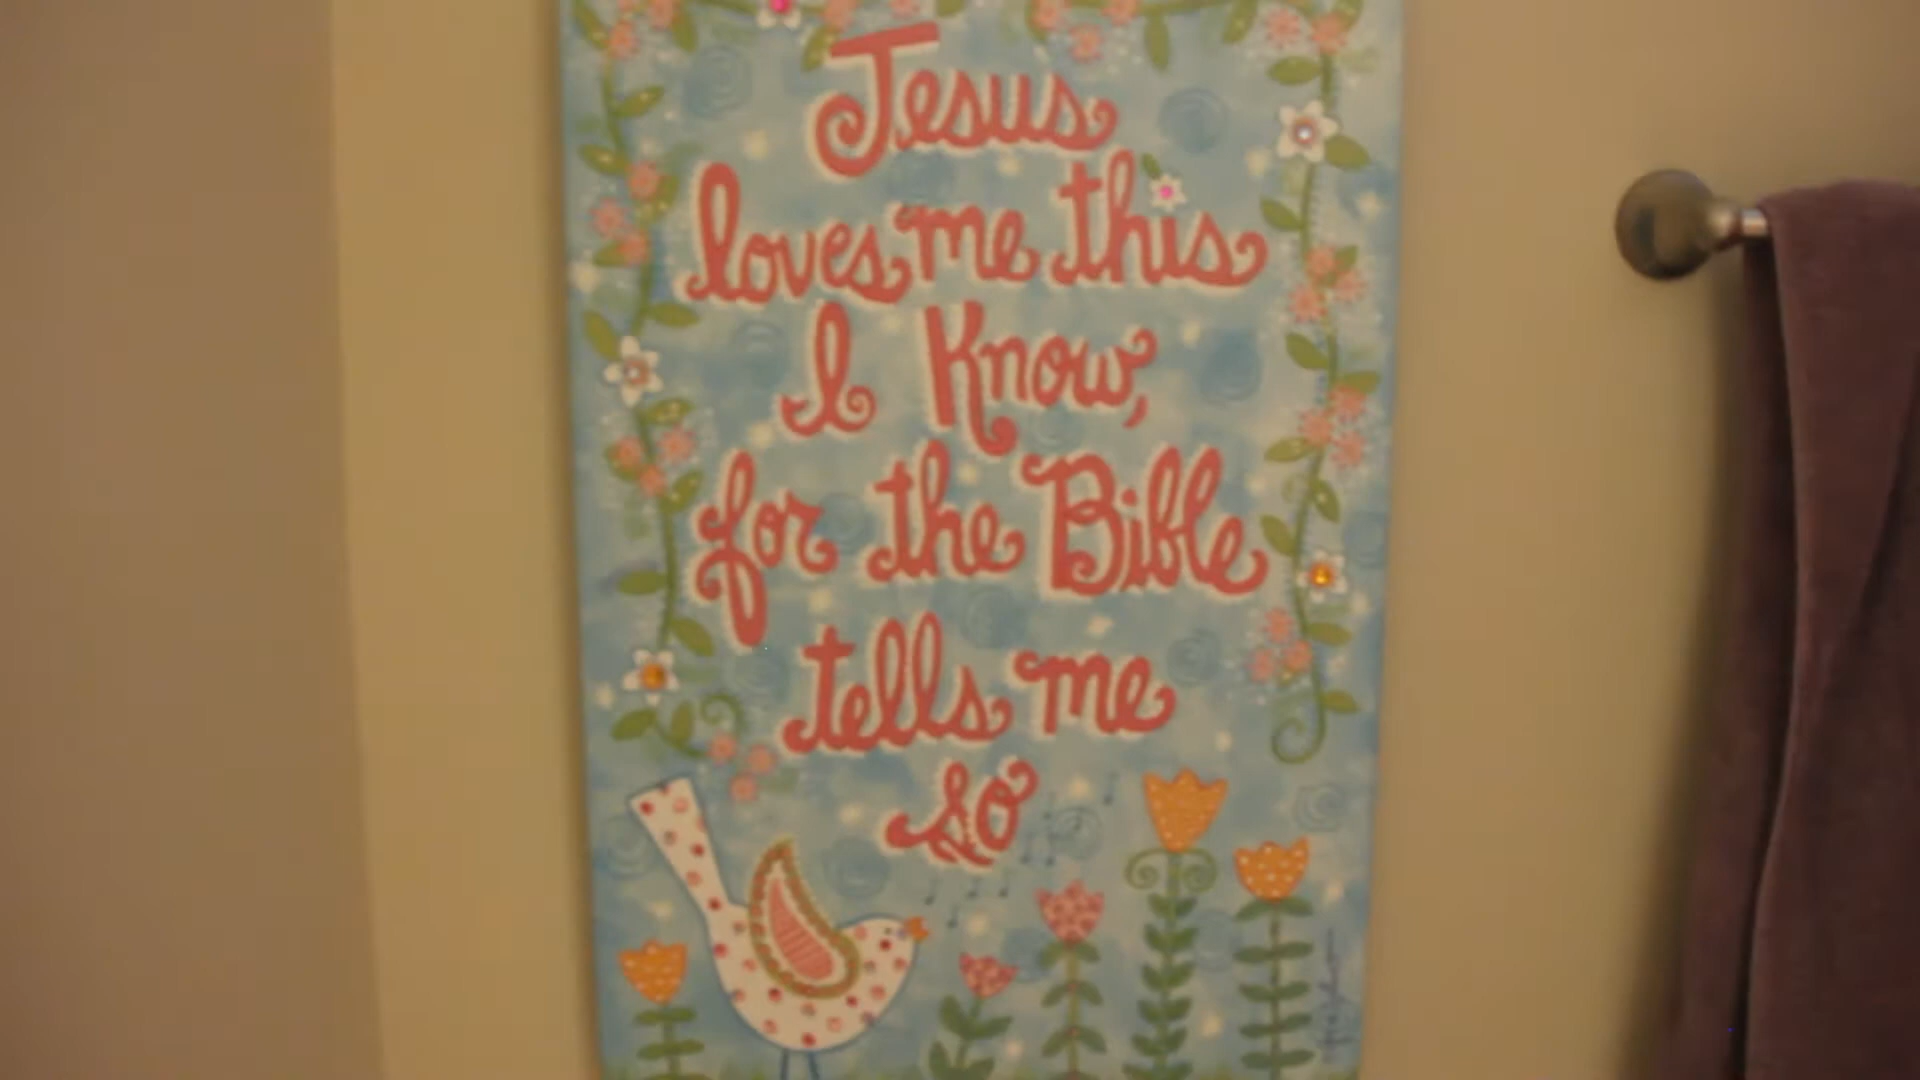 Jesus
loves me this
I Know,
for the Bible
tells me
so